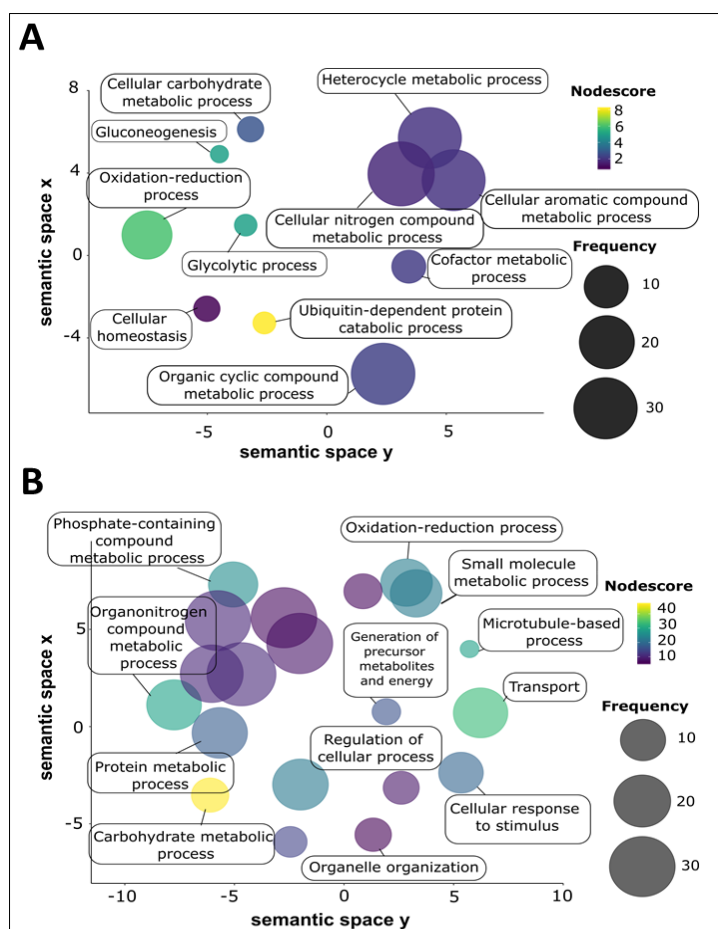 A
Heterocycle metabolic process
Cellular carbohydrate
metabolic process
Gluconeogenesis
Oxidation-reduction
process
Glycolytic process
Cellular nitrogen compound
metabolic process
Cellular aromatic compound
metabolic process
Cofactor metabolic
process
Cellular
homeostasis
Ubiquitin-dependent protein
catabolic process
Organic cyclic compound
metabolic process
8
4
0
-4
semantic space x
-5
0
5
semantic space y
Nodescore
8
6
4
2
Frequency
10
20
30
B
Phosphate-containing
compound
metabolic process
Oxidation-reduction process
Small molecule
metabolic process
Organonitrogen
compound
metabolic
process
Microtubule-based
process
Generation of
precursor
metabolites
and energy
Transport
Regulation of
cellular process
Protein metabolic
process
Carbohydrate metabolic
process
Cellular response
to stimulus
Organelle organization
5
0
-5
semantic space x
-10
-5
0
5
10
semantic space y
Nodescore
40
30
20
10
Frequency
10
20
30